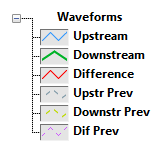 Waveforms
Upstream
Downstream
Difference
Upstr Prev
Downstr Prev
Dif Prev